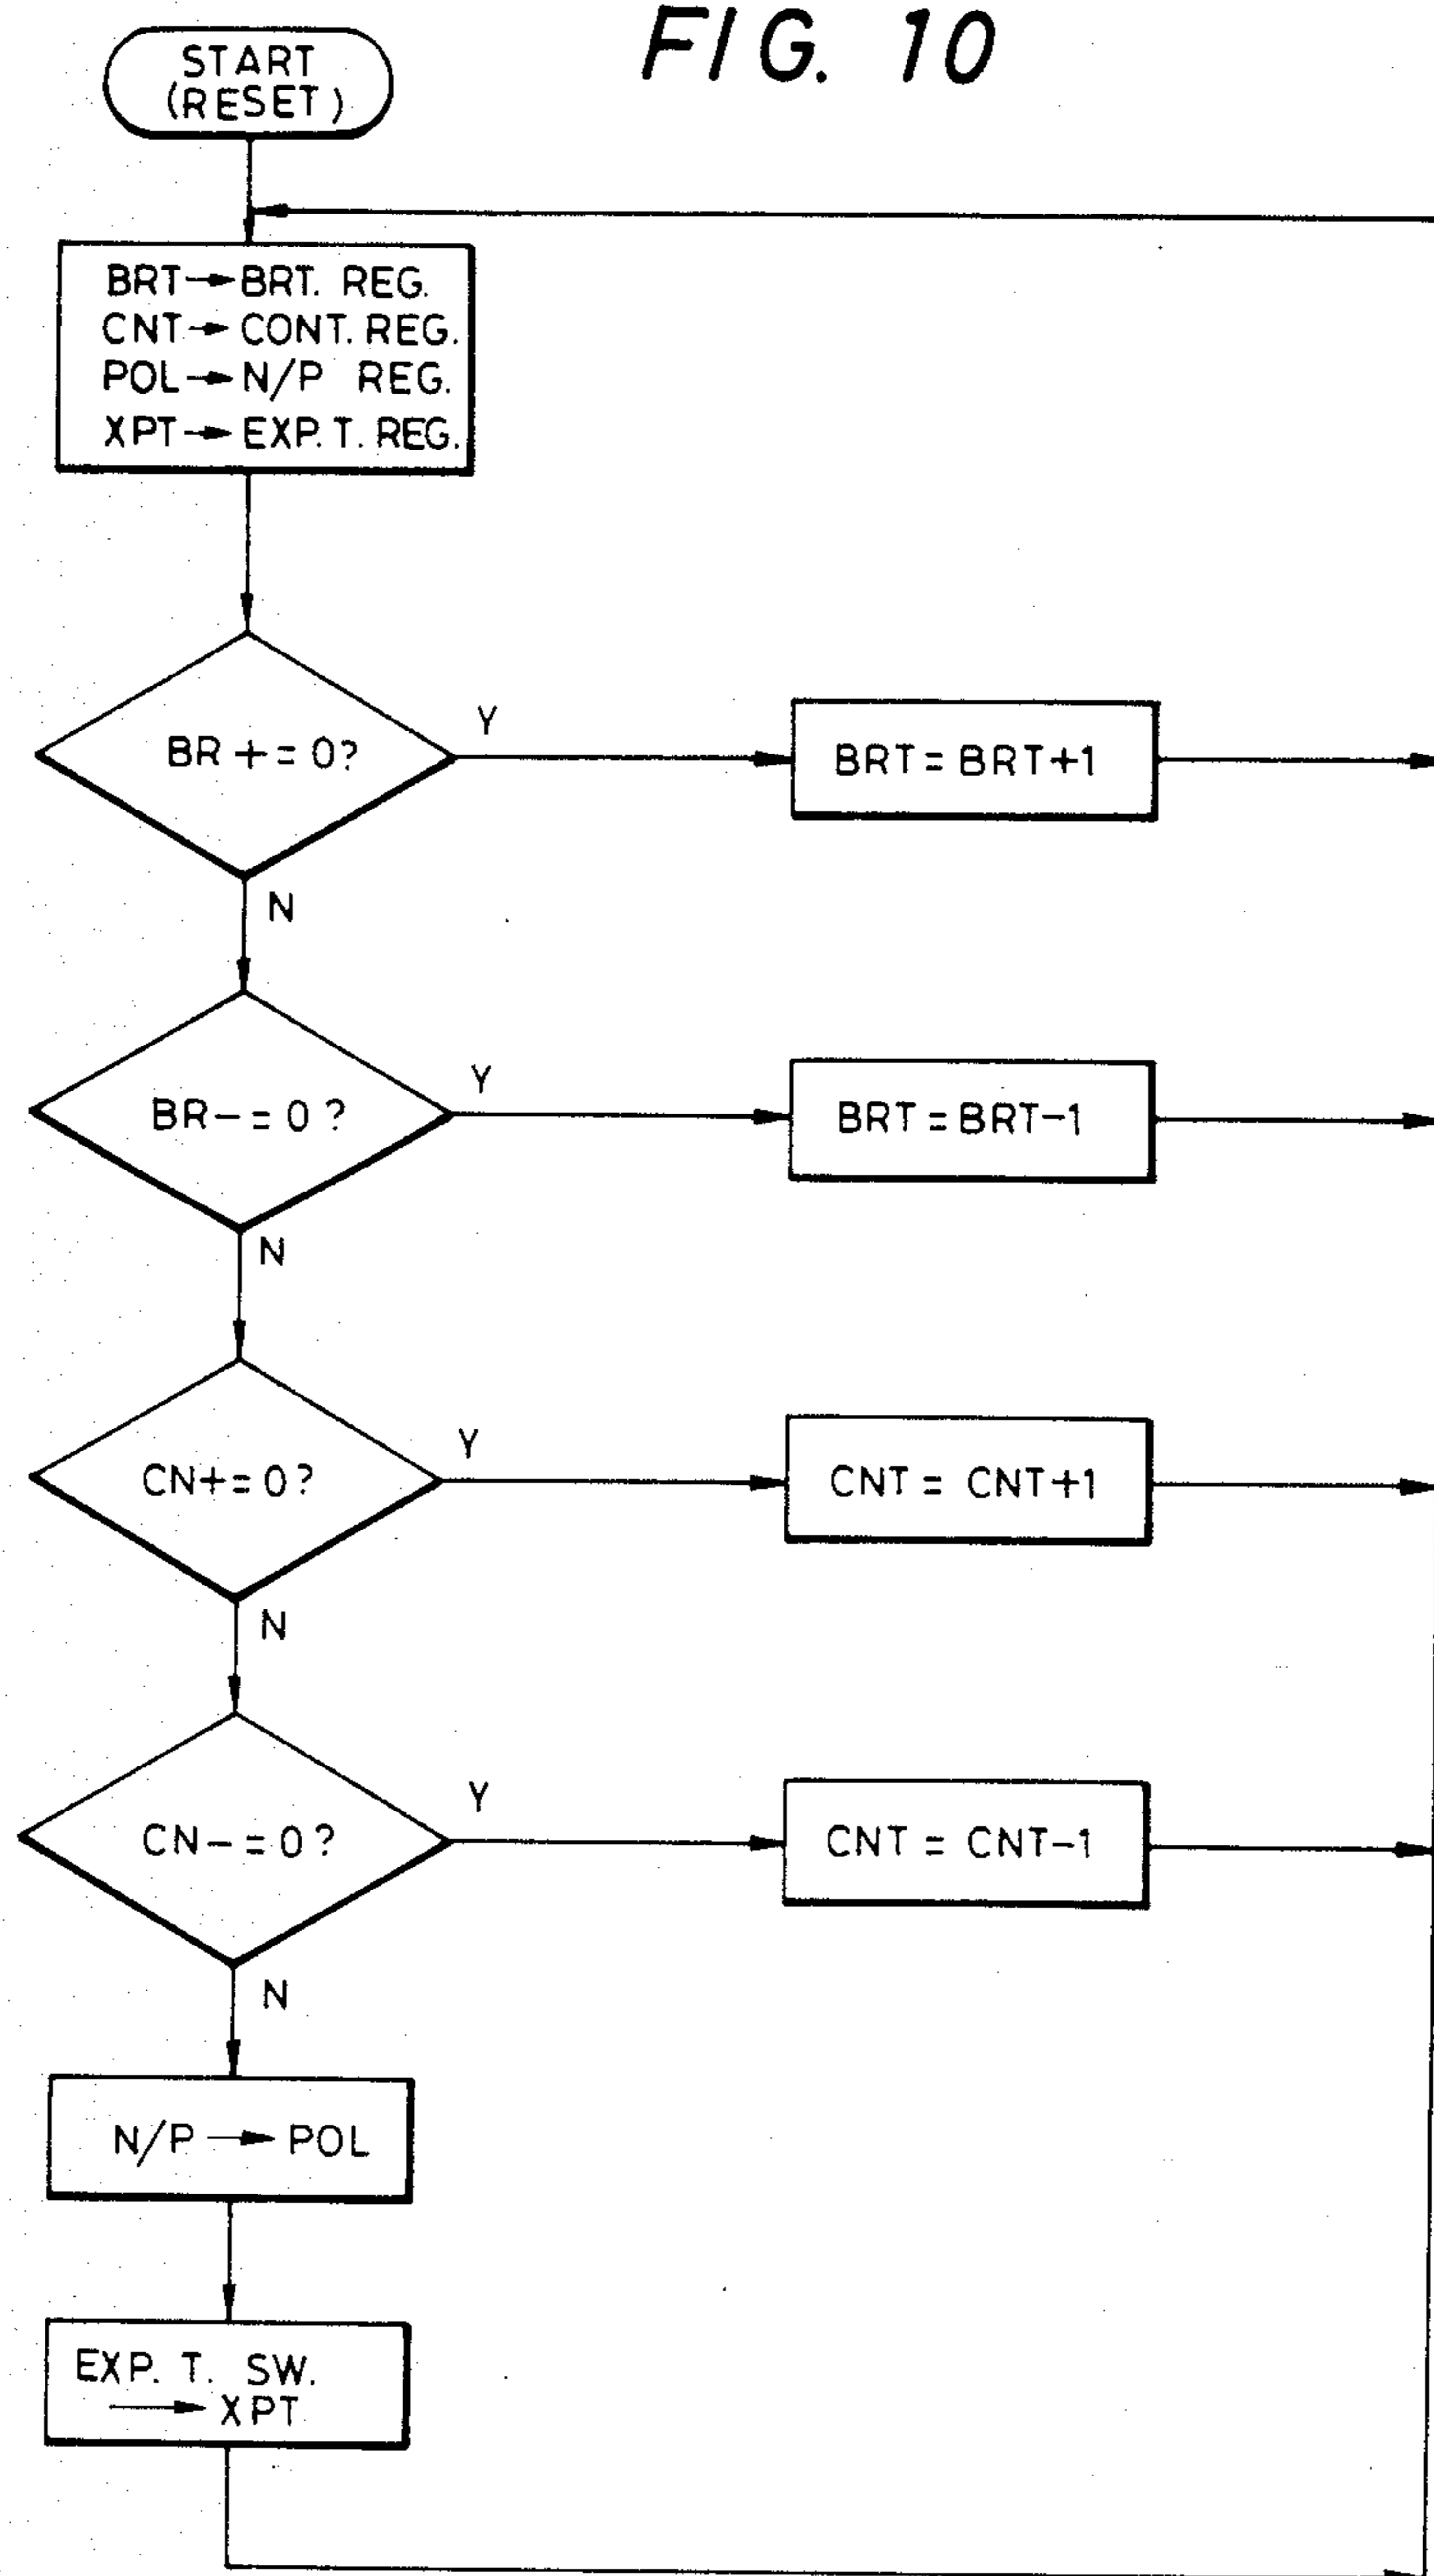 FIG. 10
START
(RESET)
BRT→BRT. REG.
CNT→CONT. REG.
POL→N/P REG.
XPT→EXP. T. REG.
BR+=0?
Y
BRT=BRT+1
N
BR-=0?
Y
BRT=BRT-1
N
CN+=0?
Y
CNT=CNT+1
N
CN-=0?
Y
CNT=CNT-1
N
N/P→POL
EXP. T. SW.
→XPT